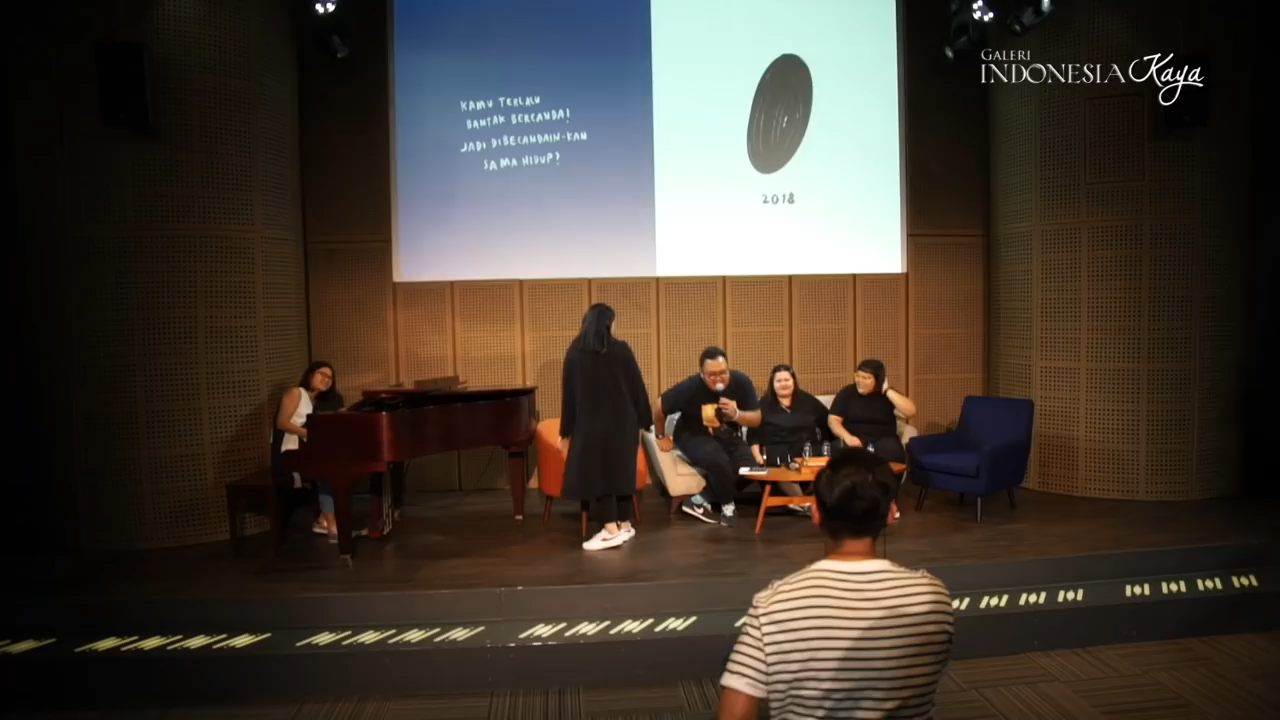 KAMU TERLALU
BANYAK BERCANDA!
JADI DIBECANDAIN-KAN
SAMA HIDUP?
2018
GALERI
INDONESIA Kaya